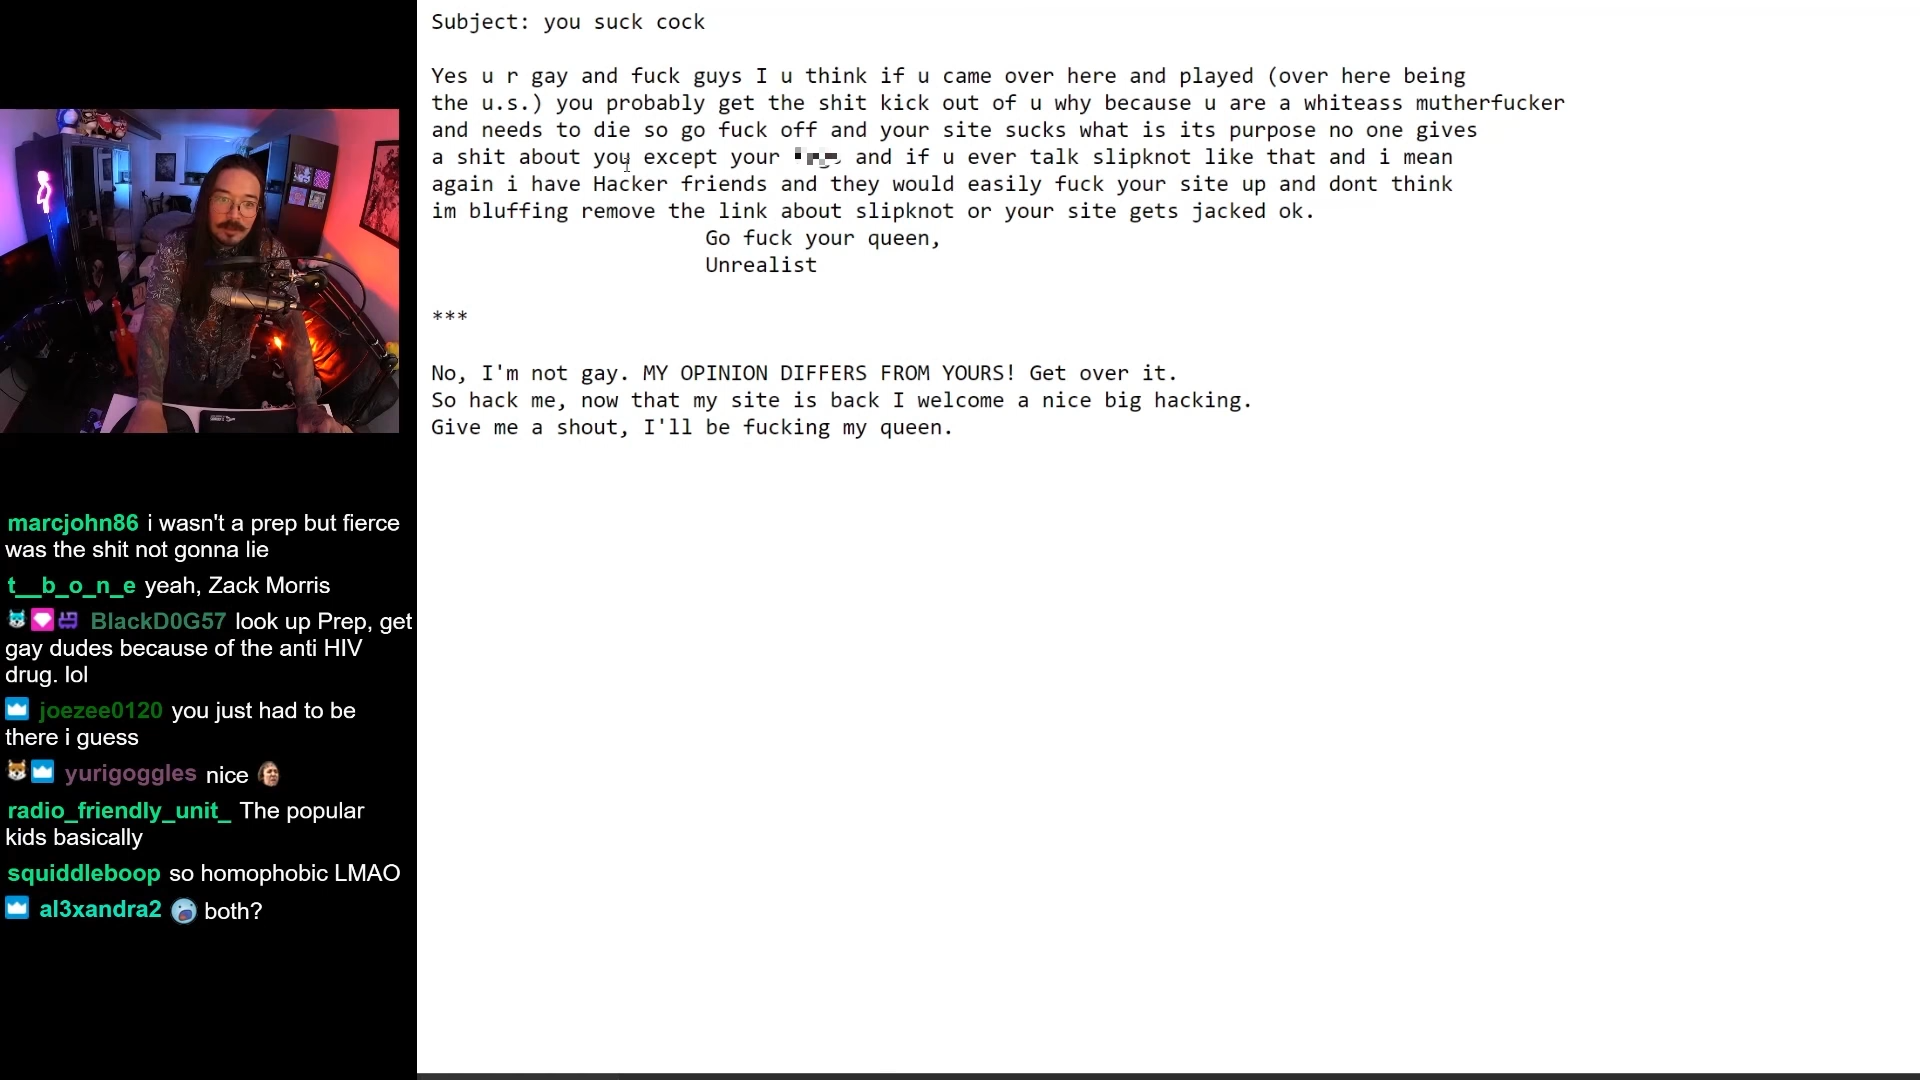 Subject: you suck cock
Yes u r gay and fuck guys I u think if u came over here and played (over here being
the u.s.) you probably get the shit kick out of u why because u are a whiteass mutherfucker
and needs to die so go fuck off and your site sucks what is its purpose no one gives
a shit about you except your and if u ever talk slipknot like that and i mean
again i have Hacker friends and they would easily fuck your site up and dont think
im bluffing remove the link about slipknot or your site gets jacked ok.
Go fuck your queen,
Unrealist
***
No, I'm not gay. MY OPINION DIFFERS FROM YOURS! Get over it.
So hack me, now that my site is back I welcome a nice big hacking.
Give me a shout, I'll be fucking my queen.
marcjohn86 i wasn't a prep but fierce
was the shit not gonna lie
t__b_o_n_e yeah, Zack Morris
BlackD0G57 look up Prep, get
gay dudes because of the anti HIV
drug. lol
joezee0120 you just had to be
there i guess
yurigoggles nice
radio_friendly_unit_ The popular
kids basically
squiddleboop so homophobic LMAO
al3xandra2 both?